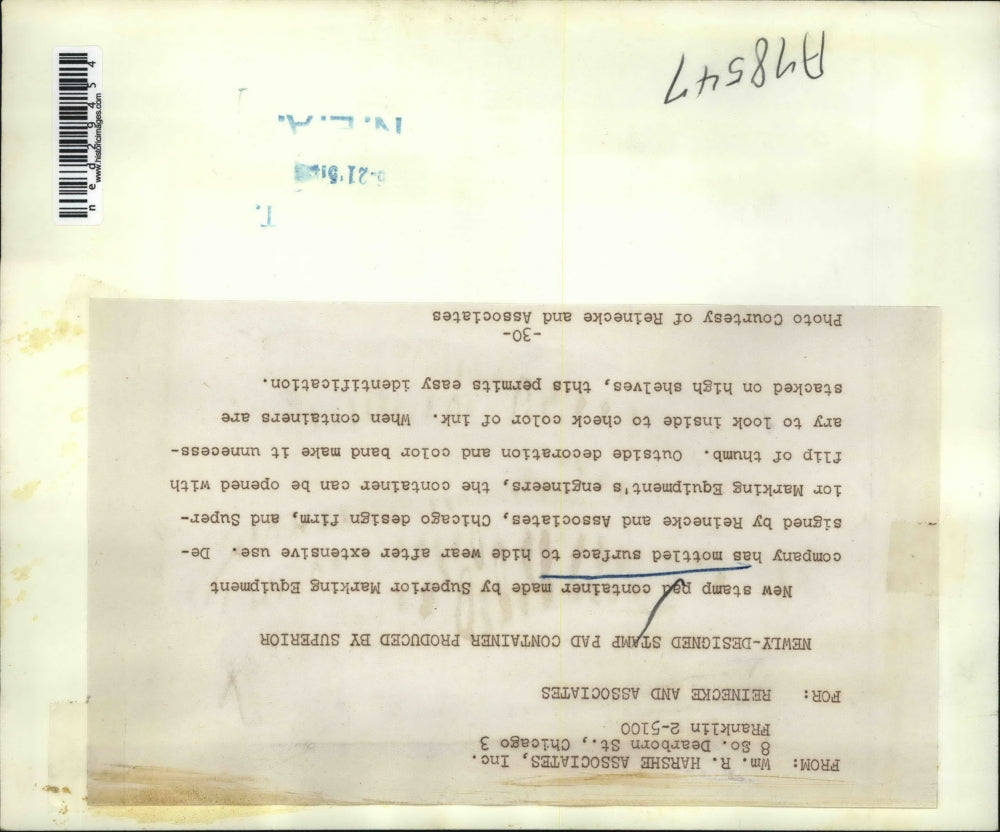 FROM: Wm. R. HARSHE ASSOCIATES, Inc.
8 So. Dearborn St., Chicago 3
FRanklin 2-5100
FOR: REINECKE AND ASSOCIATES
NEWLY-DESIGNED STAMP PAD CONTAINER PRODUCED BY SUPERIOR
New stamp pad container made by Superior Marking Equipment
company has mottled surface to hide wear after extensive use. De-
signed by Reinecke and Associates, Chicago design firm, and Super-
ior Marking Equipment's engineers, the container can be opened with
flip of thumb. Outside decoration and color band make it unnecess-
ary to look inside to check color of ink. When containers are
stacked on high shelves, this permits easy identification.
-30-
Photo Courtesy of Reinecke and Associates
T.
N.E.A.
A78547
ned29454
www.historicimages.com